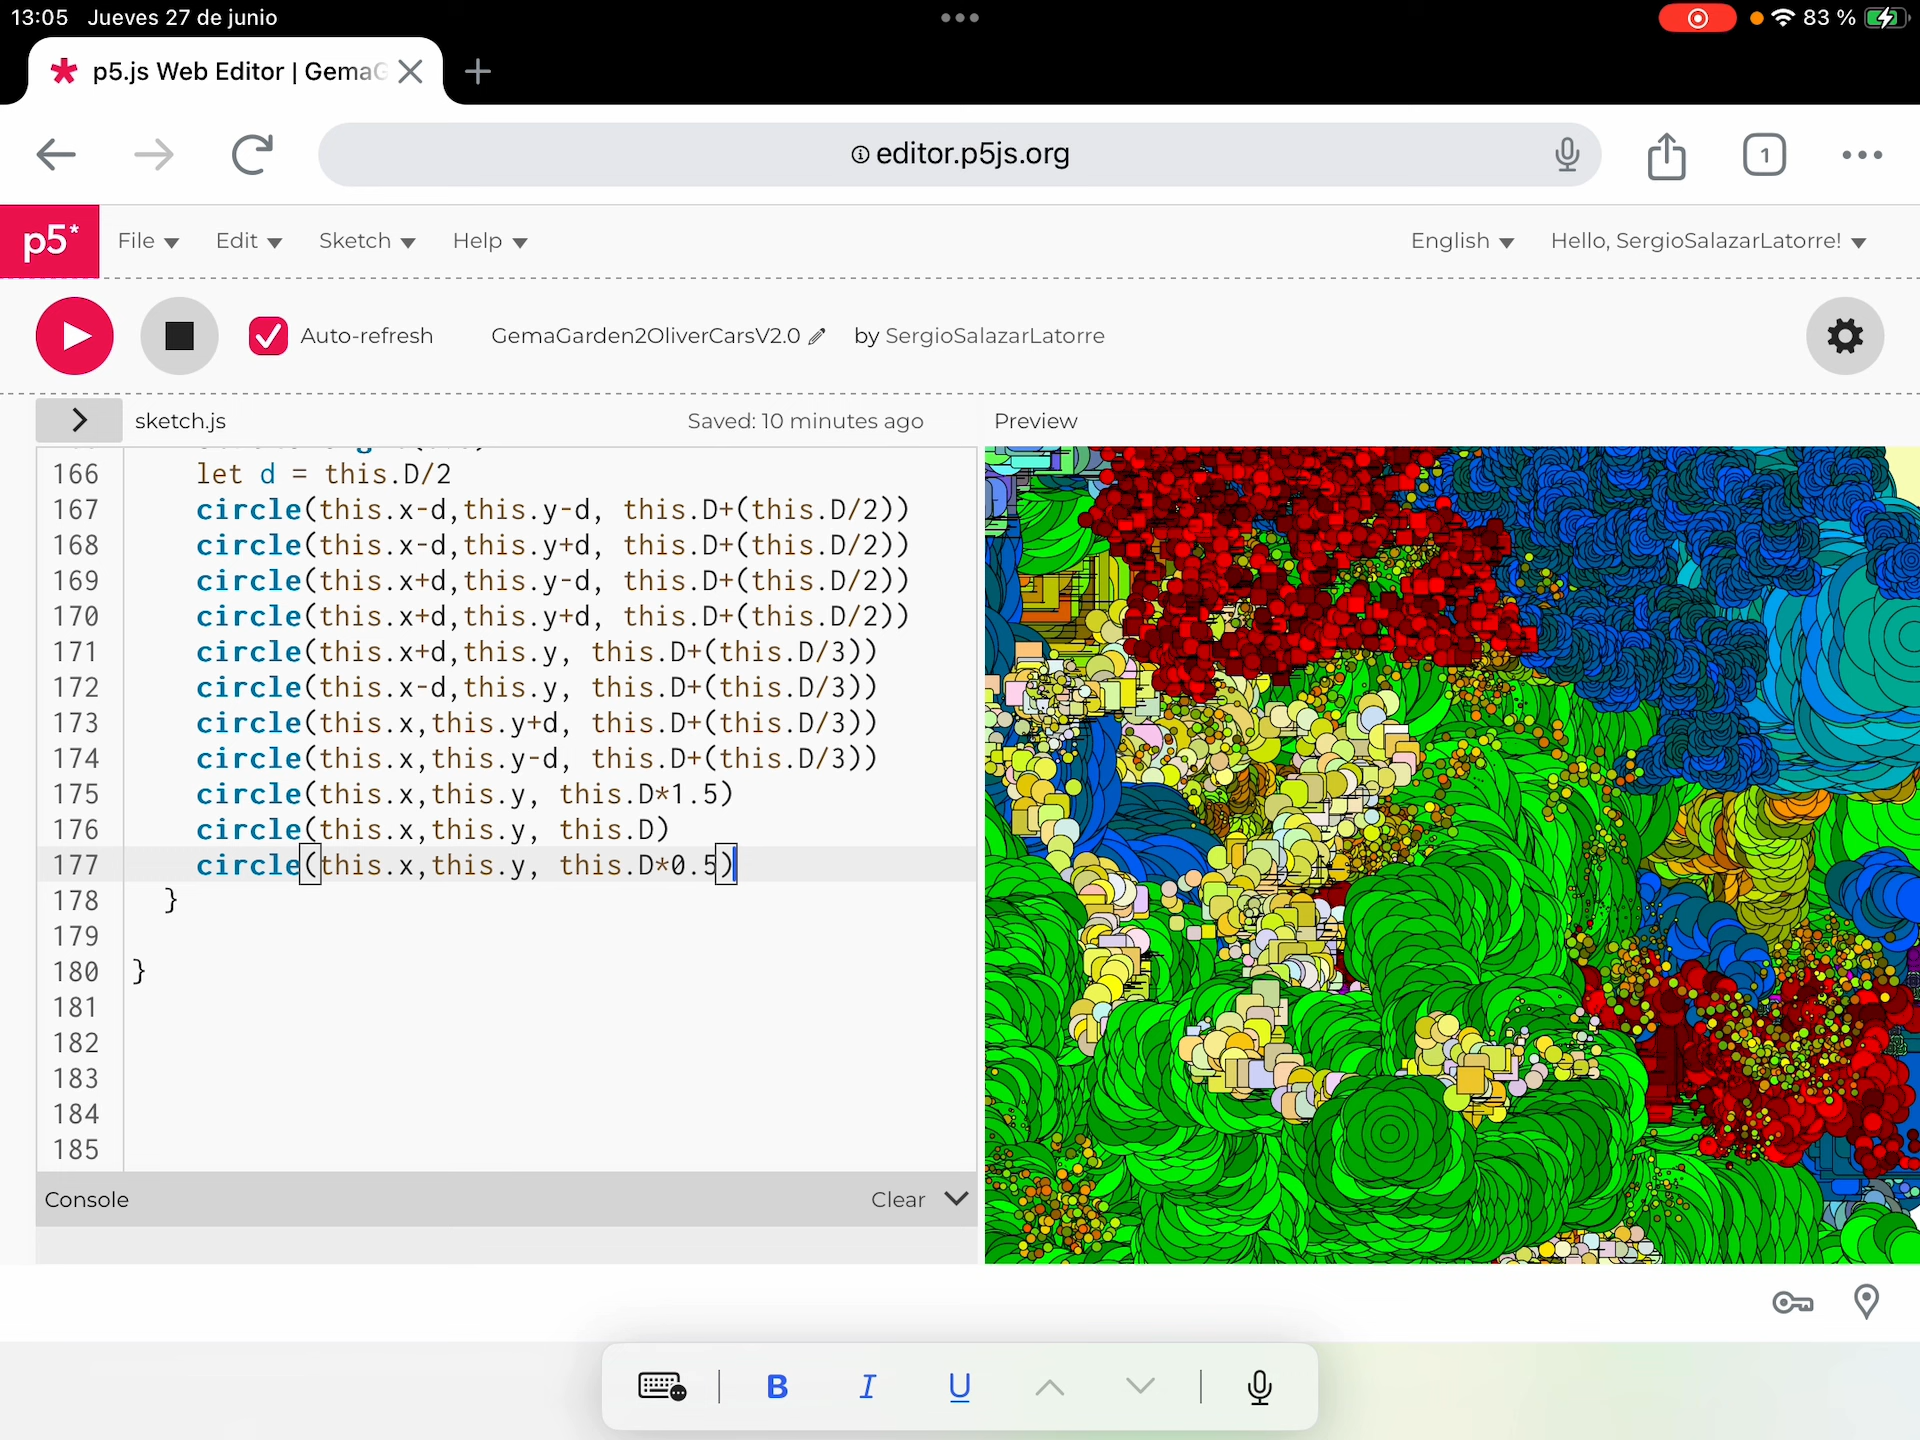 13:05 Jueves 27 de junio
83 %
p5.js Web Editor | Gema
editor.p5js.org
1
p5*
File Edit Sketch Help English Hello, SergioSalazarLatorre!
Auto-refresh GemaGarden2OliverCarsV2.0 by SergioSalazarLatorre
sketch.js Saved: 10 minutes ago Preview
166 let d = this.D/2
167 circle(this.x-d,this.y-d, this.D+(this.D/2))
168 circle(this.x-d,this.y+d, this.D+(this.D/2))
169 circle(this.x+d,this.y-d, this.D+(this.D/2))
170 circle(this.x+d,this.y+d, this.D+(this.D/2))
171 circle(this.x+d,this.y, this.D+(this.D/3))
172 circle(this.x-d,this.y, this.D+(this.D/3))
173 circle(this.x,this.y+d, this.D+(this.D/3))
174 circle(this.x,this.y-d, this.D+(this.D/3))
175 circle(this.x,this.y, this.D*1.5)
176 circle(this.x,this.y, this.D)
177 circle(this.x,this.y, this.D*0.5)
178 }
179
180 }
181
182
183
184
185
Console Clear
B I U